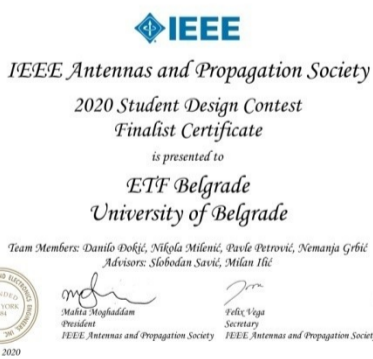 IEEE
IEEE Antennas and Propagation Society
2020 Student Design Contest
Finalist Certificate
is presented to
ETF Belgrade
University of Belgrade
Team Members: Danilo Đokić, Nikola Milenić, Pavle Petrović, Nemanja Grbić
Advisors: Slobodan Savić, Milan Ilić
Mahta Moghaddam
President
IEEE Antennas and Propagation Society
Felix Vega
Secretary
IEEE Antennas and Propagation Societ
2020